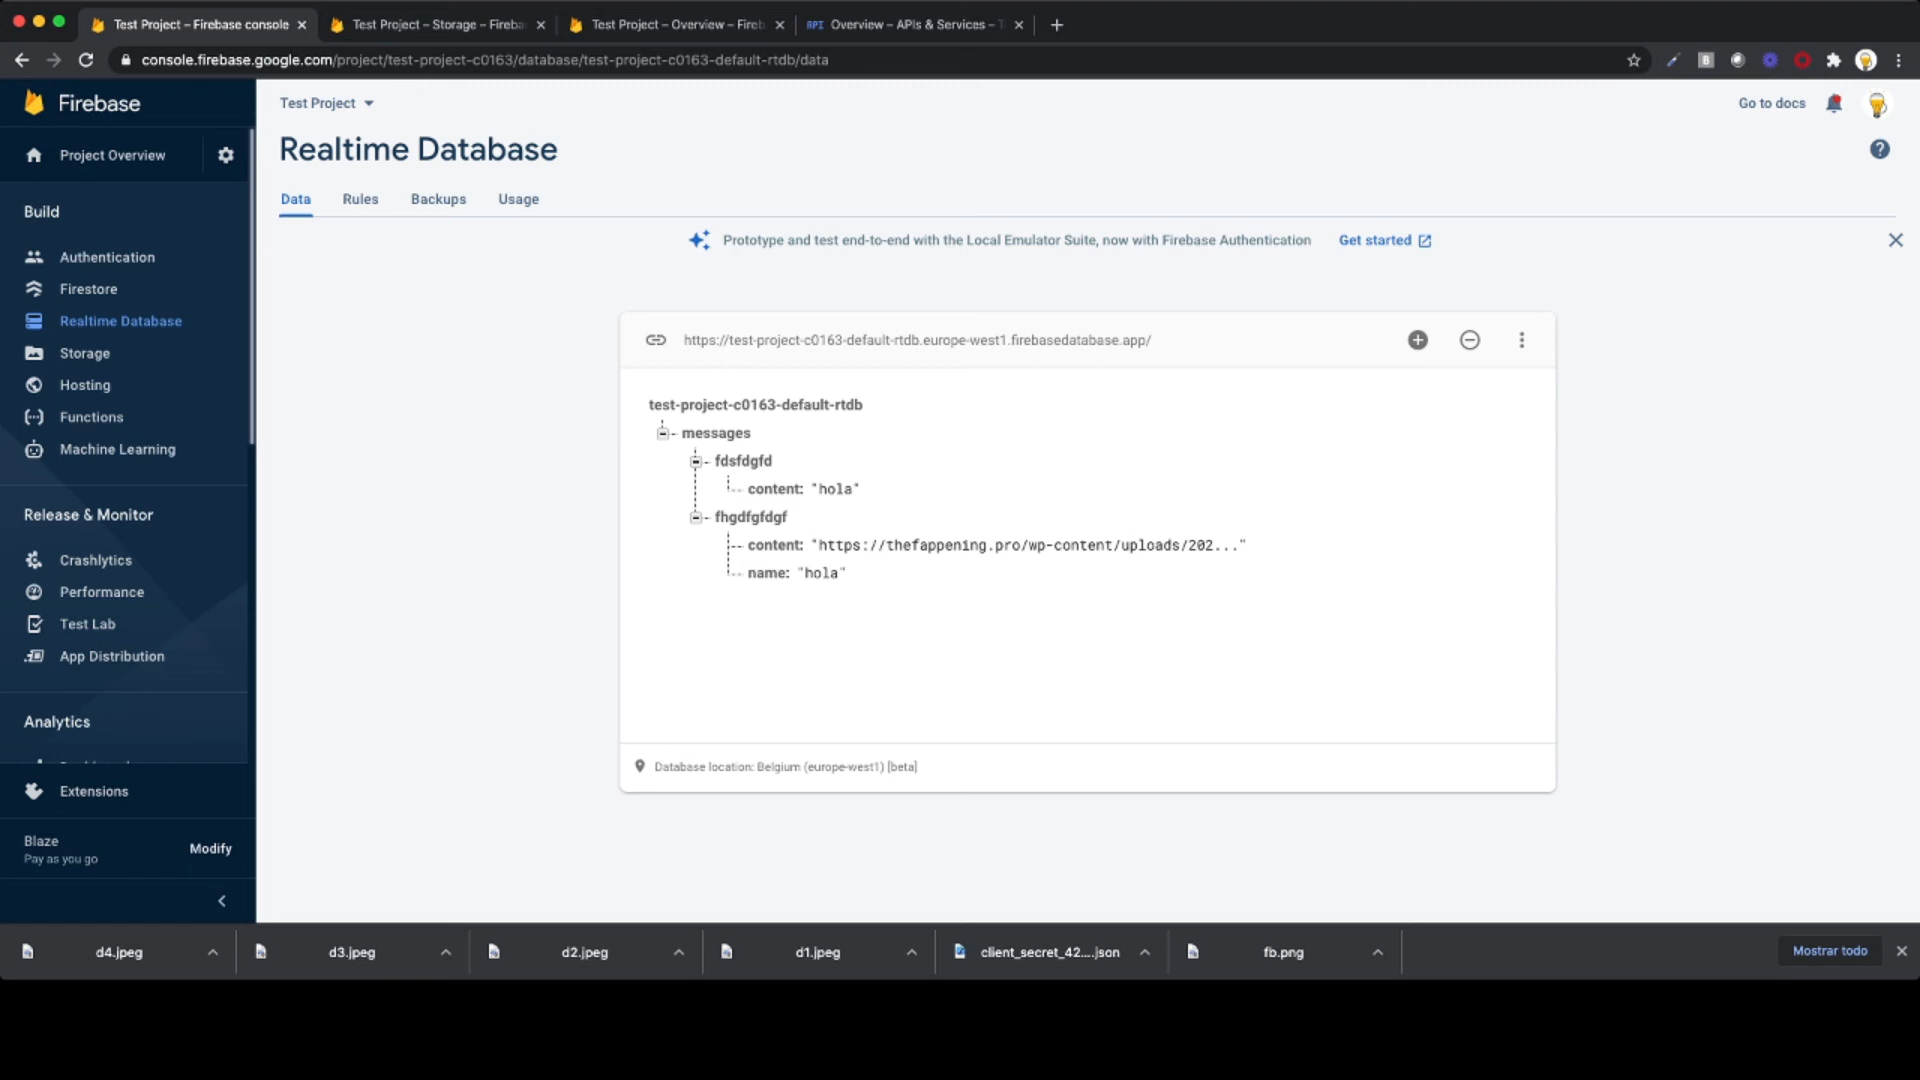 Test Project – Firebase console
Test Project – Storage – Fireba
Test Project – Overview – Fireb
API Overview – APIs & Services –
console.firebase.google.com/project/test-project-c0163/database/test-project-c0163-default-rtdb/data
Firebase
Test Project
Go to docs
Project Overview
Realtime Database
Data
Rules
Backups
Usage
Build
Prototype and test end-to-end with the Local Emulator Suite, now with Firebase Authentication
Get started
Authentication
Firestore
Realtime Database
Storage
Hosting
Functions
Machine Learning
https://test-project-c0163-default-rtdb.europe-west1.firebasedatabase.app/
test-project-c0163-default-rtdb
messages
fdsfdgfd
content: "hola"
fhgdfgfdgf
content: "https://thefappening.pro/wp-content/uploads/202..."
name: "hola"
Release & Monitor
Crashlytics
Performance
Test Lab
App Distribution
Analytics
Database location: Belgium (europe-west1) [beta]
Extensions
Blaze
Pay as you go
Modify
d4.jpeg
d3.jpeg
d2.jpeg
d1.jpeg
client_secret_42....json
fb.png
Mostrar todo